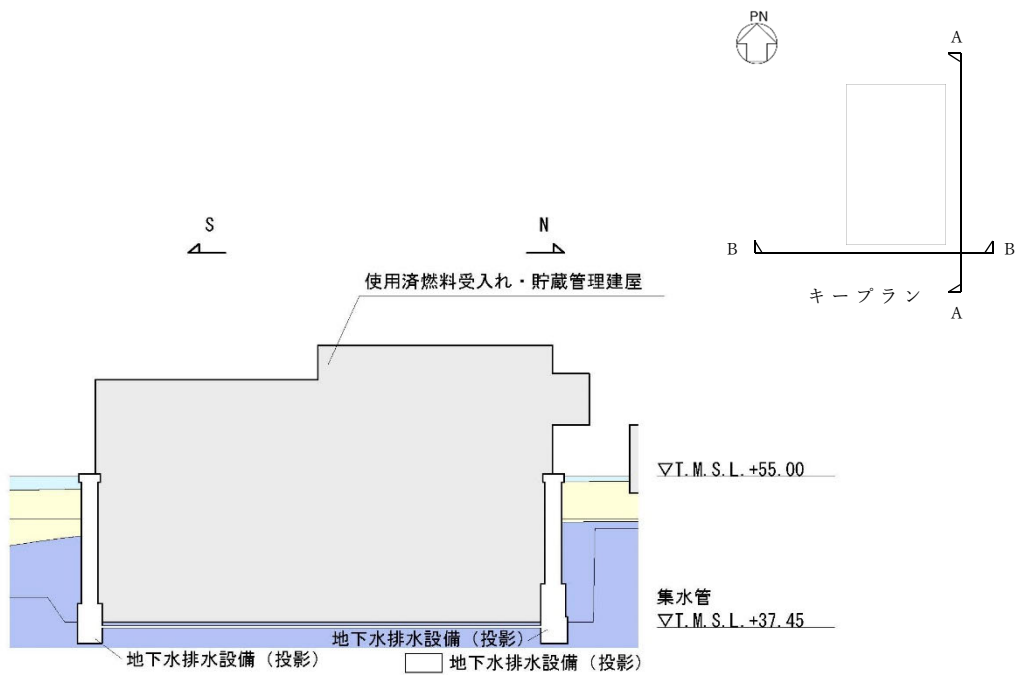 PN
A
B
B
キープラン
A
S
N
使用済燃料受入れ・貯蔵管理建屋
▽T.M.S.L.+55.00
集水管
▽T.M.S.L.+37.45
地下水排水設備（投影）
地下水排水設備（投影）
地下水排水設備（投影）